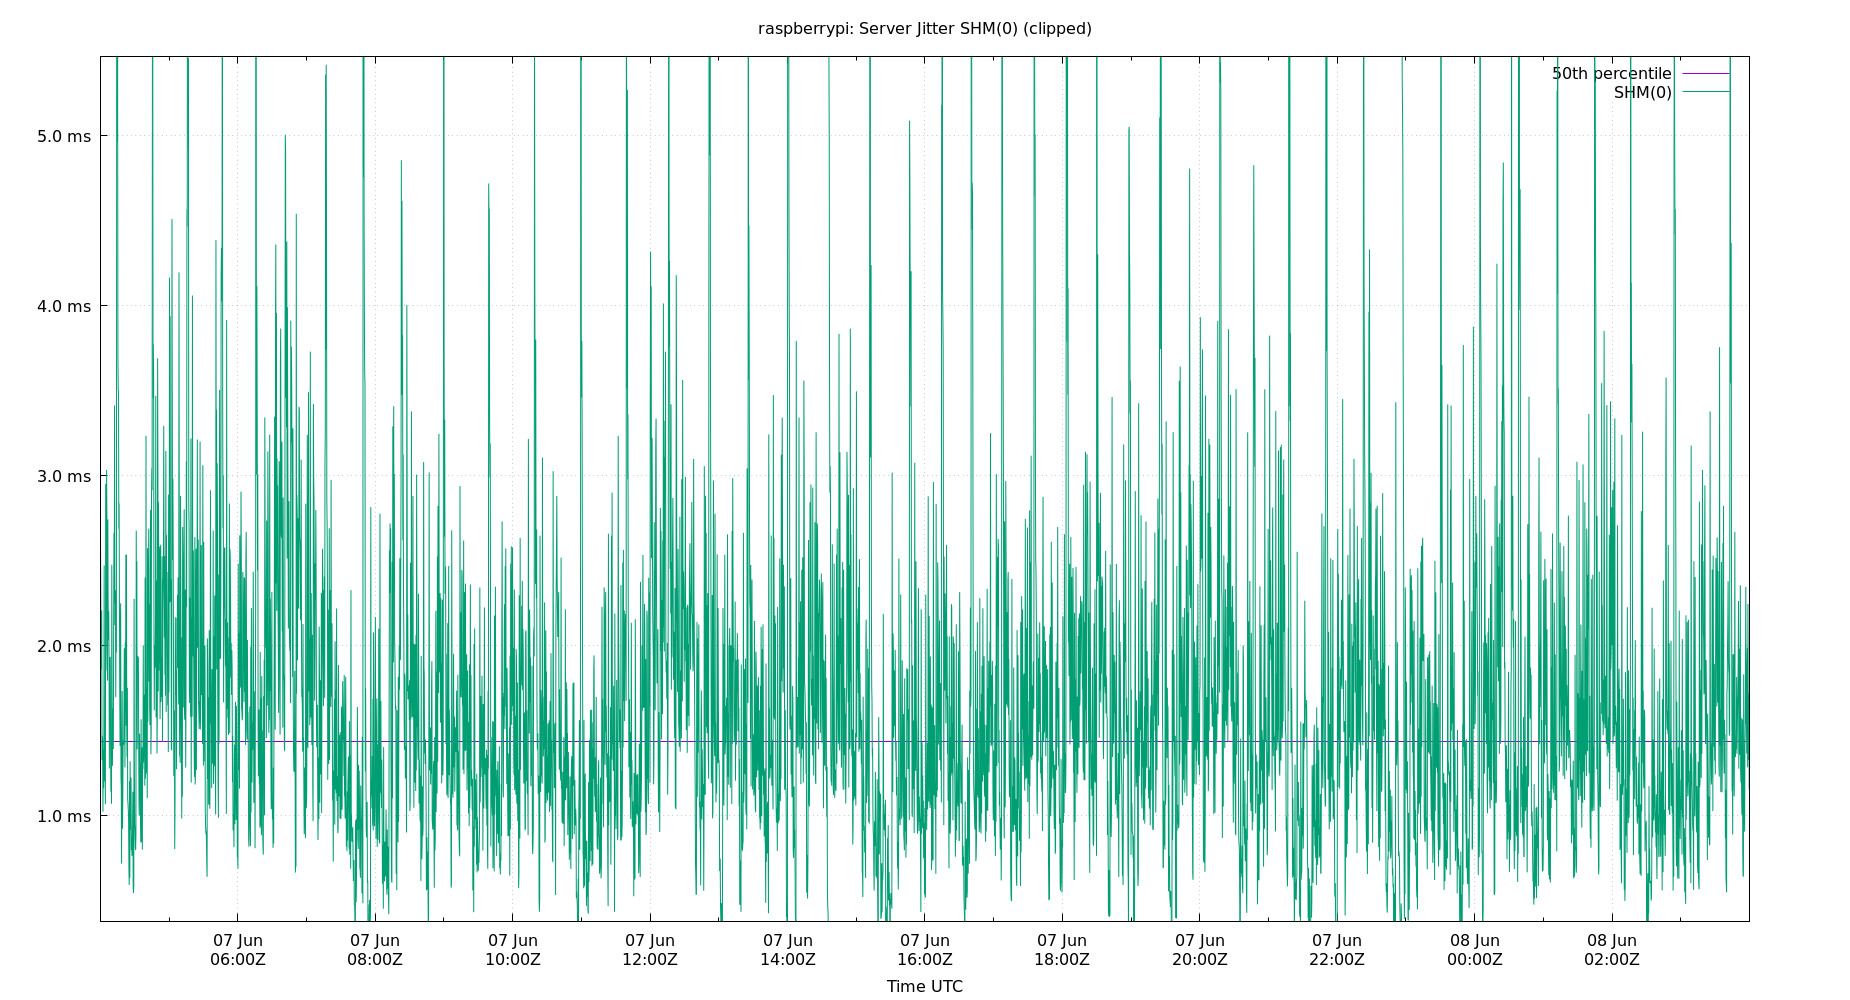 raspberrypi: Server Jitter SHM(0) (clipped)
50th percentile
SHM(0)
5.0 ms
4.0 ms
3.0 ms
2.0 ms
1.0 ms
07 Jun 07 Jun 07 Jun 07 Jun 07 Jun 07 Jun 07 Jun 07 Jun 07 Jun 08 Jun 08 Jun
06:00Z 08:00Z 10:00Z 12:00Z 14:00Z 16:00Z 18:00Z 20:00Z 22:00Z 00:00Z 02:00Z
Time UTC